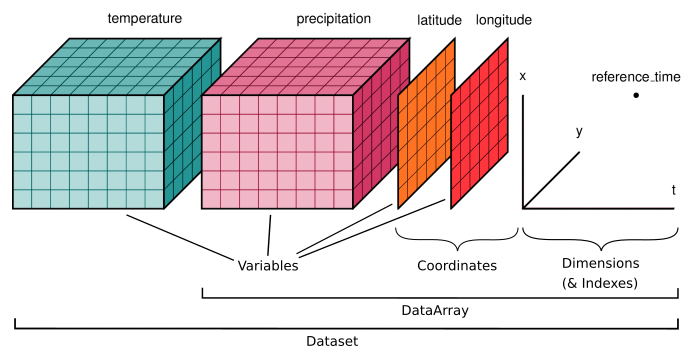 temperature
precipitation
latitude
longitude
x
reference_time
y
t
Variables
Coordinates
Dimensions
(& Indexes)
DataArray
Dataset